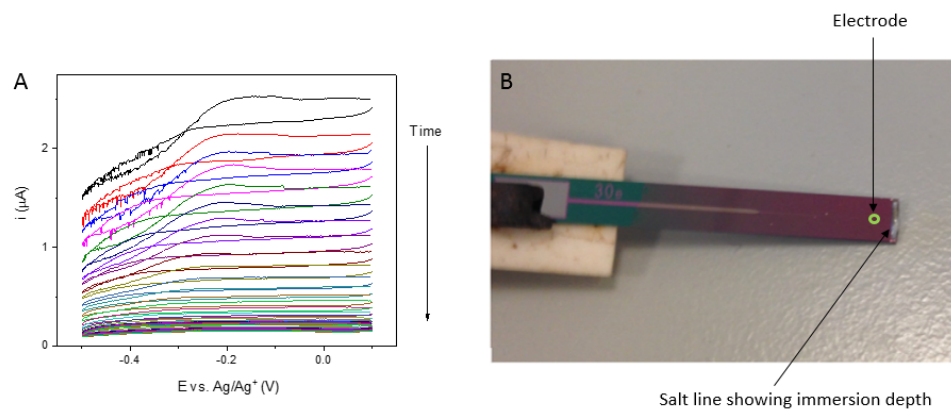 Electrode
A
B
Time
2
1
0
i (μA)
-0.4
-0.2
0.0
E vs. Ag/Ag⁺ (V)
30
Salt line showing immersion depth